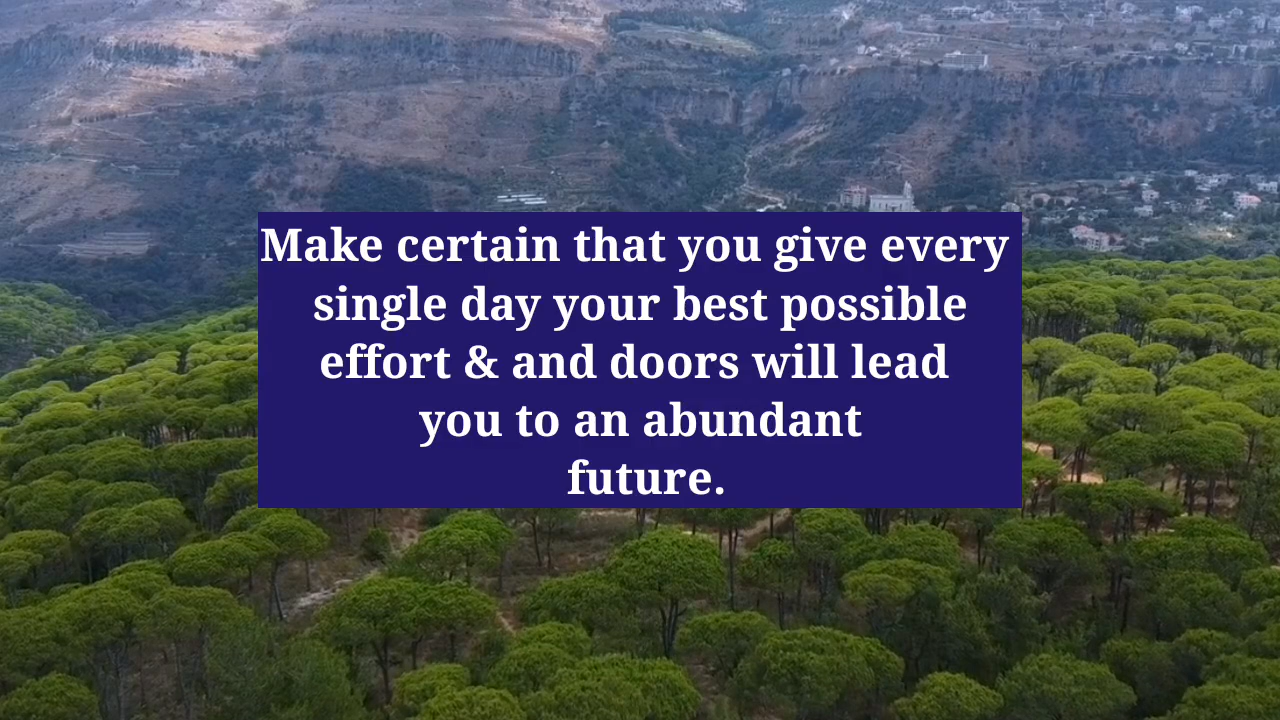 Make certain that you give every
single day your best possible
effort & and doors will lead
you to an abundant
future.